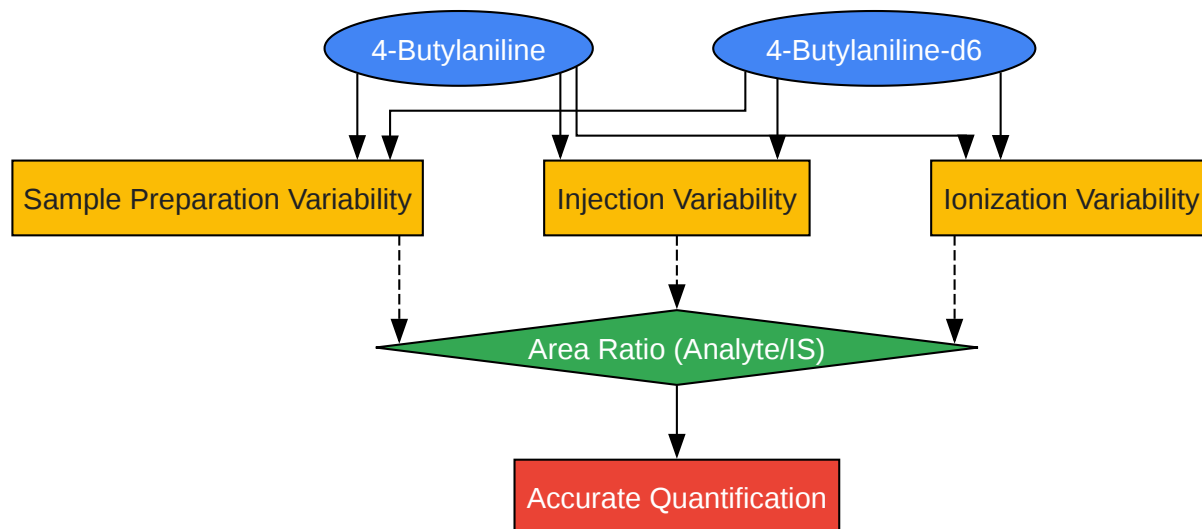 4-Butylaniline
4-Butylaniline-d6
Sample Preparation Variability
Injection Variability
Ionization Variability
Area Ratio (Analyte/IS)
Accurate Quantification